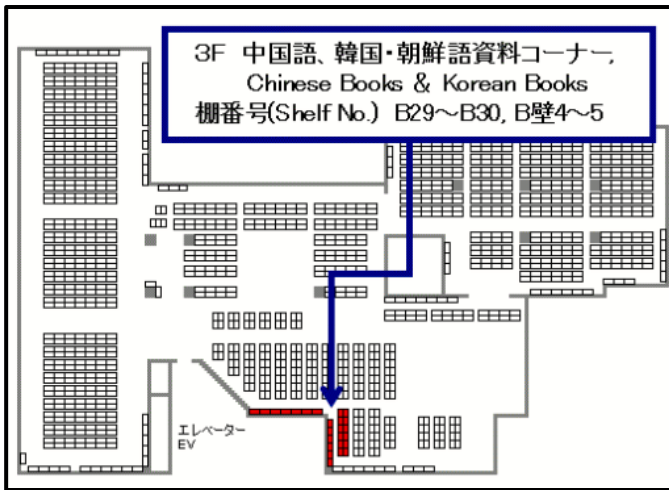 3F 中国語、韓国・朝鮮語資料コーナー,
Chinese Books & Korean Books
棚番号(Shelf No.) B29〜B30, B壁4〜5
エレベーター
EV